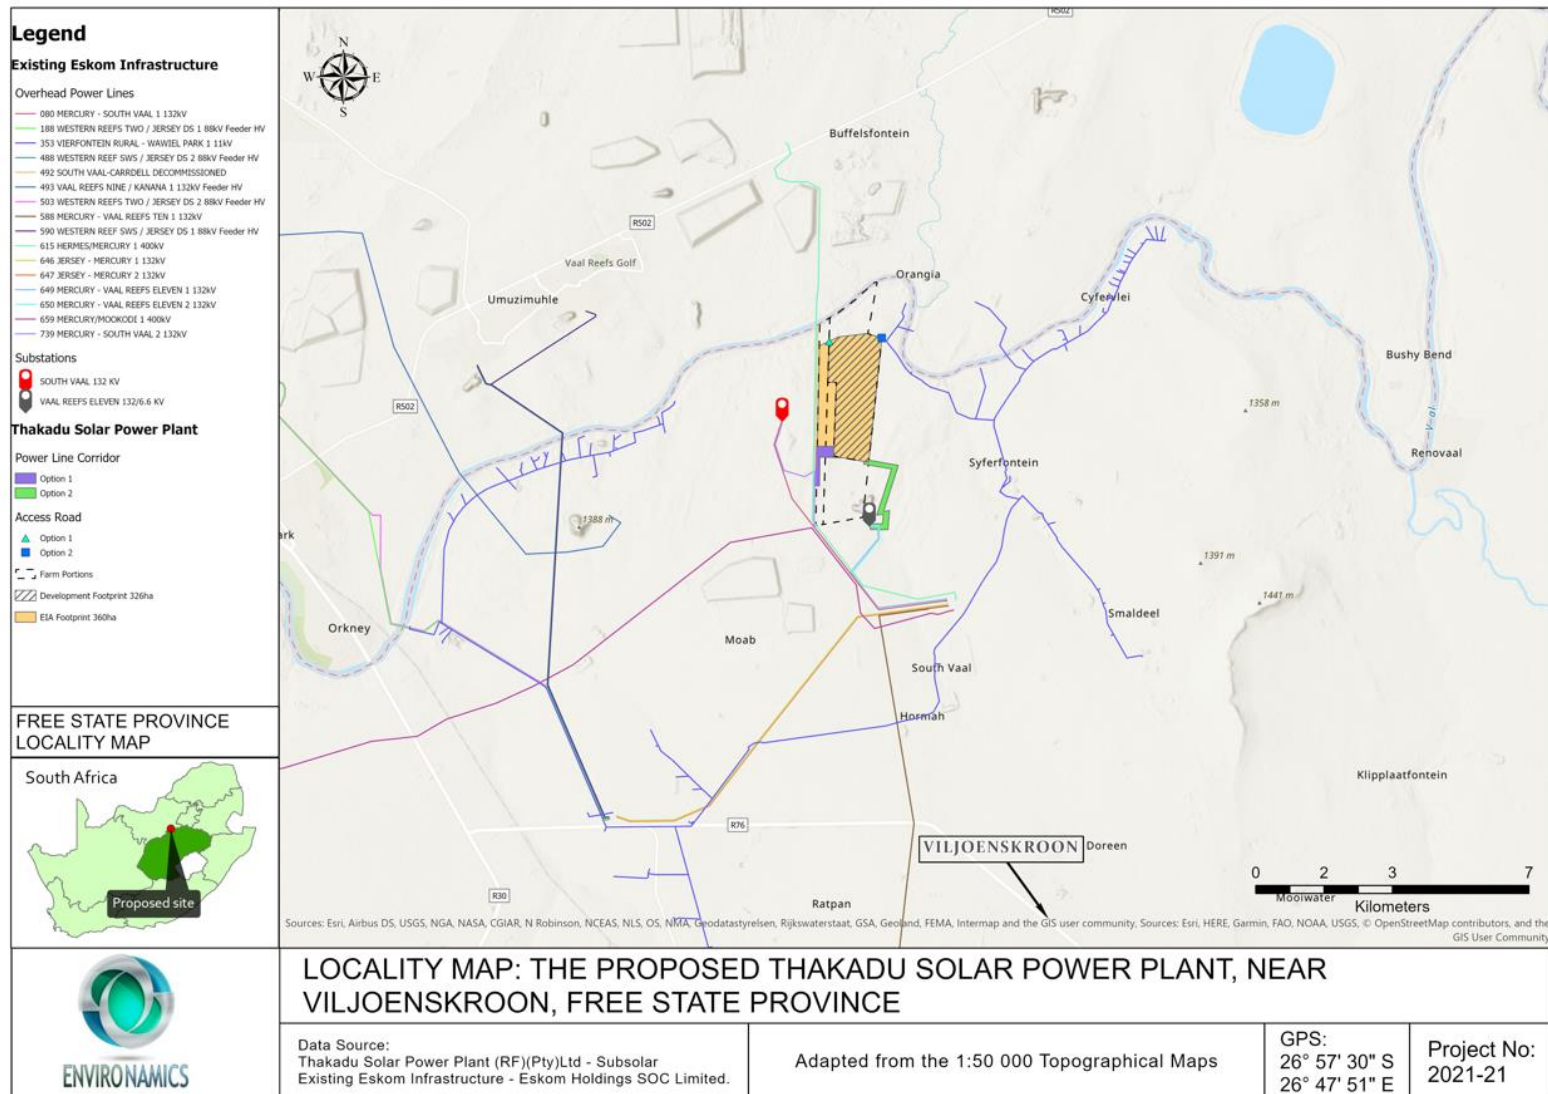 Legend
Existing Eskom Infrastructure
Overhead Power Lines
080 MERCURY - SOUTH VAAL 1 132kV
188 WESTERN REEFS TWO / JERSEY DS 1 88kV Feeder HV
353 VIERFONTEIN RURAL - WAWIEL PARK 1 11kV
488 WESTERN REEF SWS / JERSEY DS 2 88kV Feeder HV
492 SOUTH VAAL-CARRDELL DECOMMISSIONED
493 VAAL REEFS NINE / KANANA 1 132kV Feeder HV
503 WESTERN REEFS TWO / JERSEY DS 2 88kV Feeder HV
588 MERCURY - VAAL REEFS TEN 1 132kV
590 WESTERN REEF SWS / JERSEY DS 1 88kV Feeder HV
615 HERMES/MERCURY 1 400kV
646 JERSEY - MERCURY 1 132kV
647 JERSEY - MERCURY 2 132kV
649 MERCURY - VAAL REEFS ELEVEN 1 132kV
650 MERCURY - VAAL REEFS ELEVEN 2 132kV
659 MERCURY/MOOKODI 1 400kV
739 MERCURY - SOUTH VAAL 2 132kV
Substations
SOUTH VAAL 132 KV
VAAL REEFS ELEVEN 132/6.6 KV
Thakadu Solar Power Plant
Power Line Corridor
Option 1
Option 2
Access Road
Option 1
Option 2
Farm Portions
Development Footprint 326ha
EIA Footprint 360ha
FREE STATE PROVINCE
LOCALITY MAP
South Africa
Proposed site
N
W E
S
R502
Buffelsfontein
R502
Vaal Reefs Golf
Orangia
Umuzimuhle
Cyfervlei
Bushy Bend
1358 m
R502
Vaal
Renovaal
Syferfontein
1388 m
ark
1391 m
1441 m
Smaldeel
Orkney
Moab
South Vaal
Hormah
Klipplaatfontein
R76
VILJOENSKROON
Doreen
R30
Ratpan
0 2 3 7
Mooiwater
Kilometers
Sources: Esri, Airbus DS, USGS, NGA, NASA, CGIAR, N Robinson, NCEAS, NLS, OS, NMA, Geodatastyrelsen, Rijkswaterstaat, GSA, Geoland, FEMA, Intermap and the GIS user community, Sources: Esri, HERE, Garmin, FAO, NOAA, USGS, © OpenStreetMap contributors, and the
GIS User Community
ENVIRONAMICS
LOCALITY MAP: THE PROPOSED THAKADU SOLAR POWER PLANT, NEAR
VILJOENSKROON, FREE STATE PROVINCE
Data Source:
Thakadu Solar Power Plant (RF)(Pty)Ltd - Subsolar
Existing Eskom Infrastructure - Eskom Holdings SOC Limited.
Adapted from the 1:50 000 Topographical Maps
GPS:
26° 57' 30" S
26° 47' 51" E
Project No:
2021-21